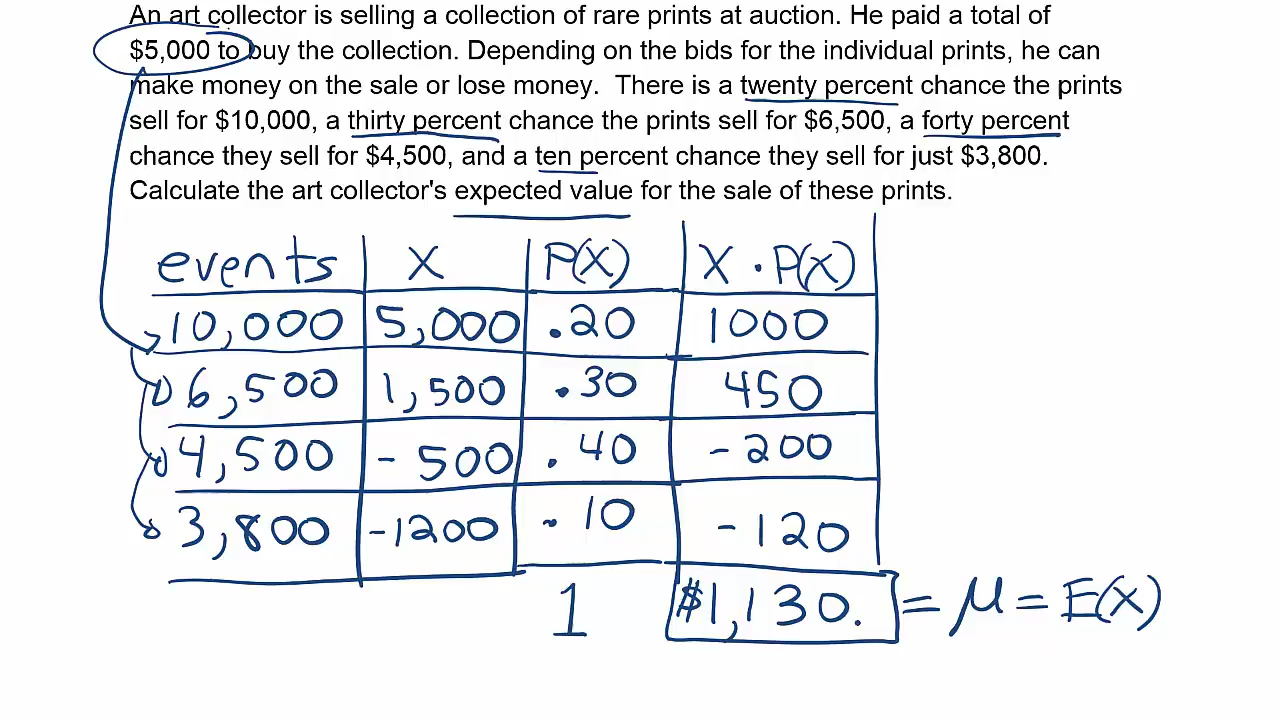 An art collector is selling a collection of rare prints at auction. He paid a total of
$5,000 to buy the collection. Depending on the bids for the individual prints, he can
make money on the sale or lose money. There is a twenty percent chance the prints
sell for $10,000, a thirty percent chance the prints sell for $6,500, a forty percent
chance they sell for $4,500, and a ten percent chance they sell for just $3,800.
Calculate the art collector's expected value for the sale of these prints.
events X P(X) X · P(X)
10,000 5,000 .20 1000
6,500 1,500 .30 450
4,500 - 500 .40 - 200
3,800 -1200 .10 - 120
1 $1,130. = μ = E(X)